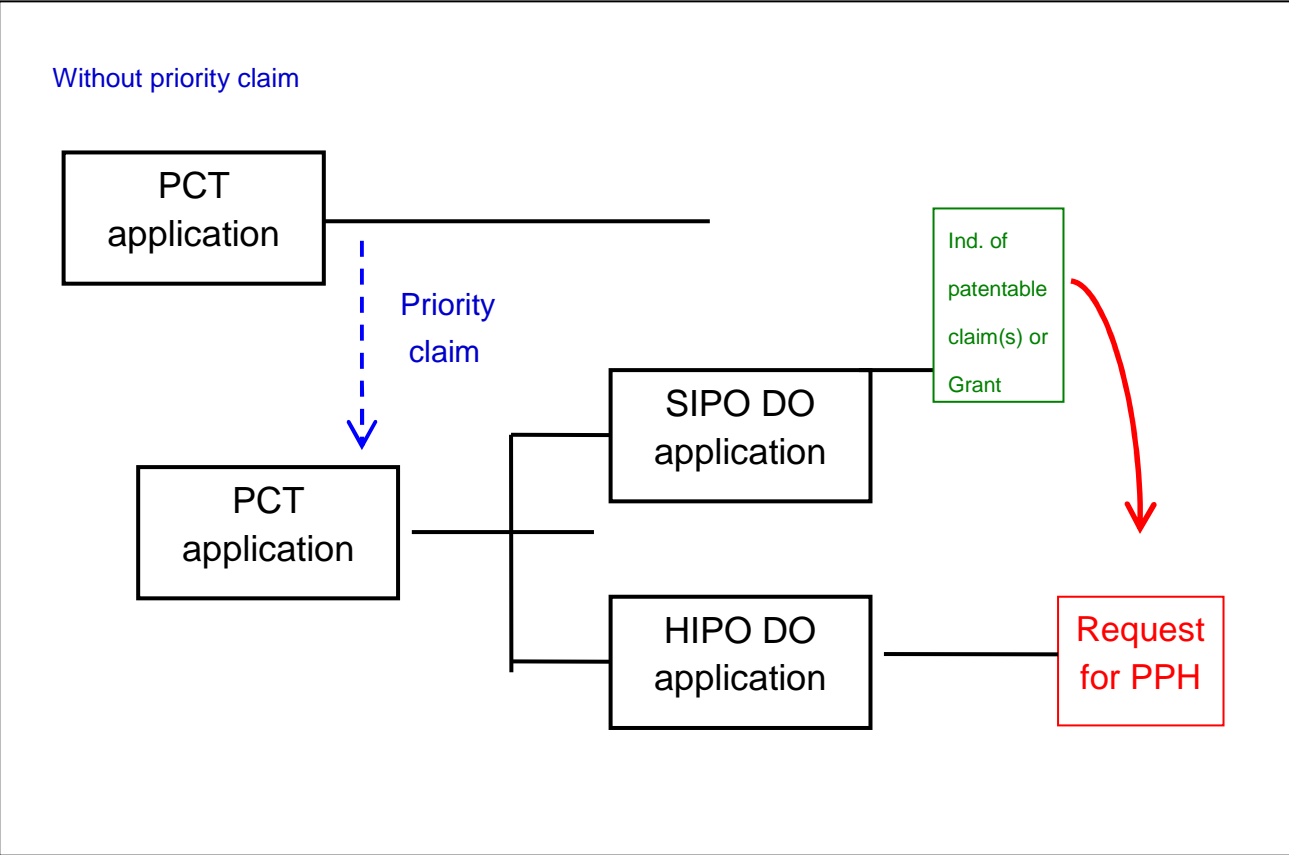 Without priority claim
PCT
application
Priority
claim
Ind. of
patentable
claim(s) or
Grant
SIPO DO
application
PCT
application
HIPO DO
application
Request
for PPH